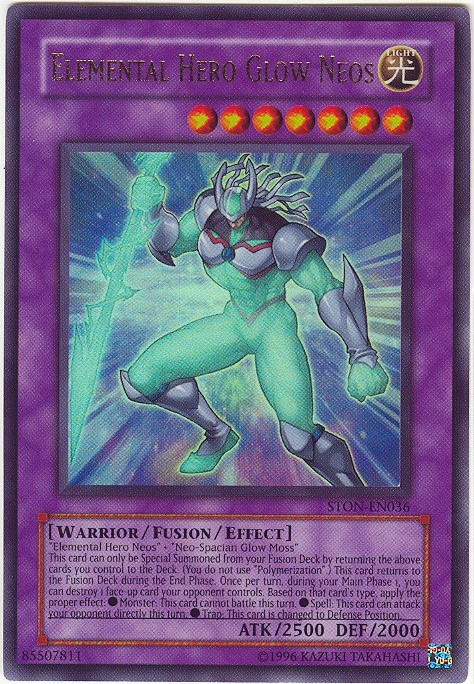 ELEMENTAL HERO GLOW NEOS
LIGHT
光
STON-EN036
[WARRIOR/FUSION/EFFECT]
"Elemental Hero Neos" + "Neo-Spacian Glow Moss"
This card can only be Special Summoned from your Fusion Deck by returning the above
cards you control to the Deck. (You do not use "Polymerization".) This card returns to
the Fusion Deck during the End Phase. Once per turn, during your Main Phase 1, you
can destroy 1 face-up card your opponent controls. Based on that card's type, apply the
proper effect: ● Monster: This card cannot battle this turn. ● Spell: This card can attack
your opponent directly this turn. ● Trap: This card is changed to Defense Position.
ATK/2500 DEF/2000
85507811
©1996 KAZUKI TAKAHASHI